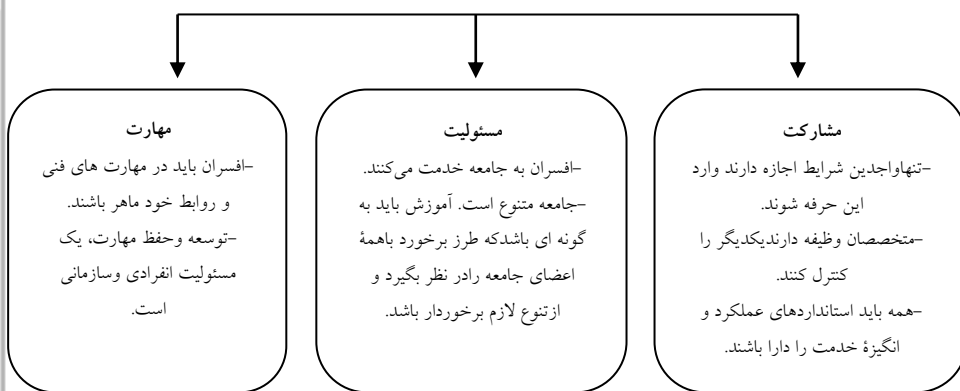 مشارکت
–تنهاواجدین شرایط اجازه دارند وارد
این حرفه شوند.
–متخصصان وظیفه دارندیکدیگر را
کنترل کنند.
–همه باید استانداردهای عملکرد و
انگیزۀ خدمت را دارا باشند.
مسئولیت
–افسران به جامعه خدمت می‌کنند.
–جامعه متنوع است. آموزش باید به
گونه ای باشدکه طرز برخورد باهمۀ
اعضای جامعه رادر نظر بگیرد و
ازتنوع لازم برخوردار باشد.
مهارت
–افسران باید در مهارت های فنی
و روابط خود ماهر باشند.
–توسعه وحفظ مهارت، یک
مسئولیت انفرادی وسازمانی
است.